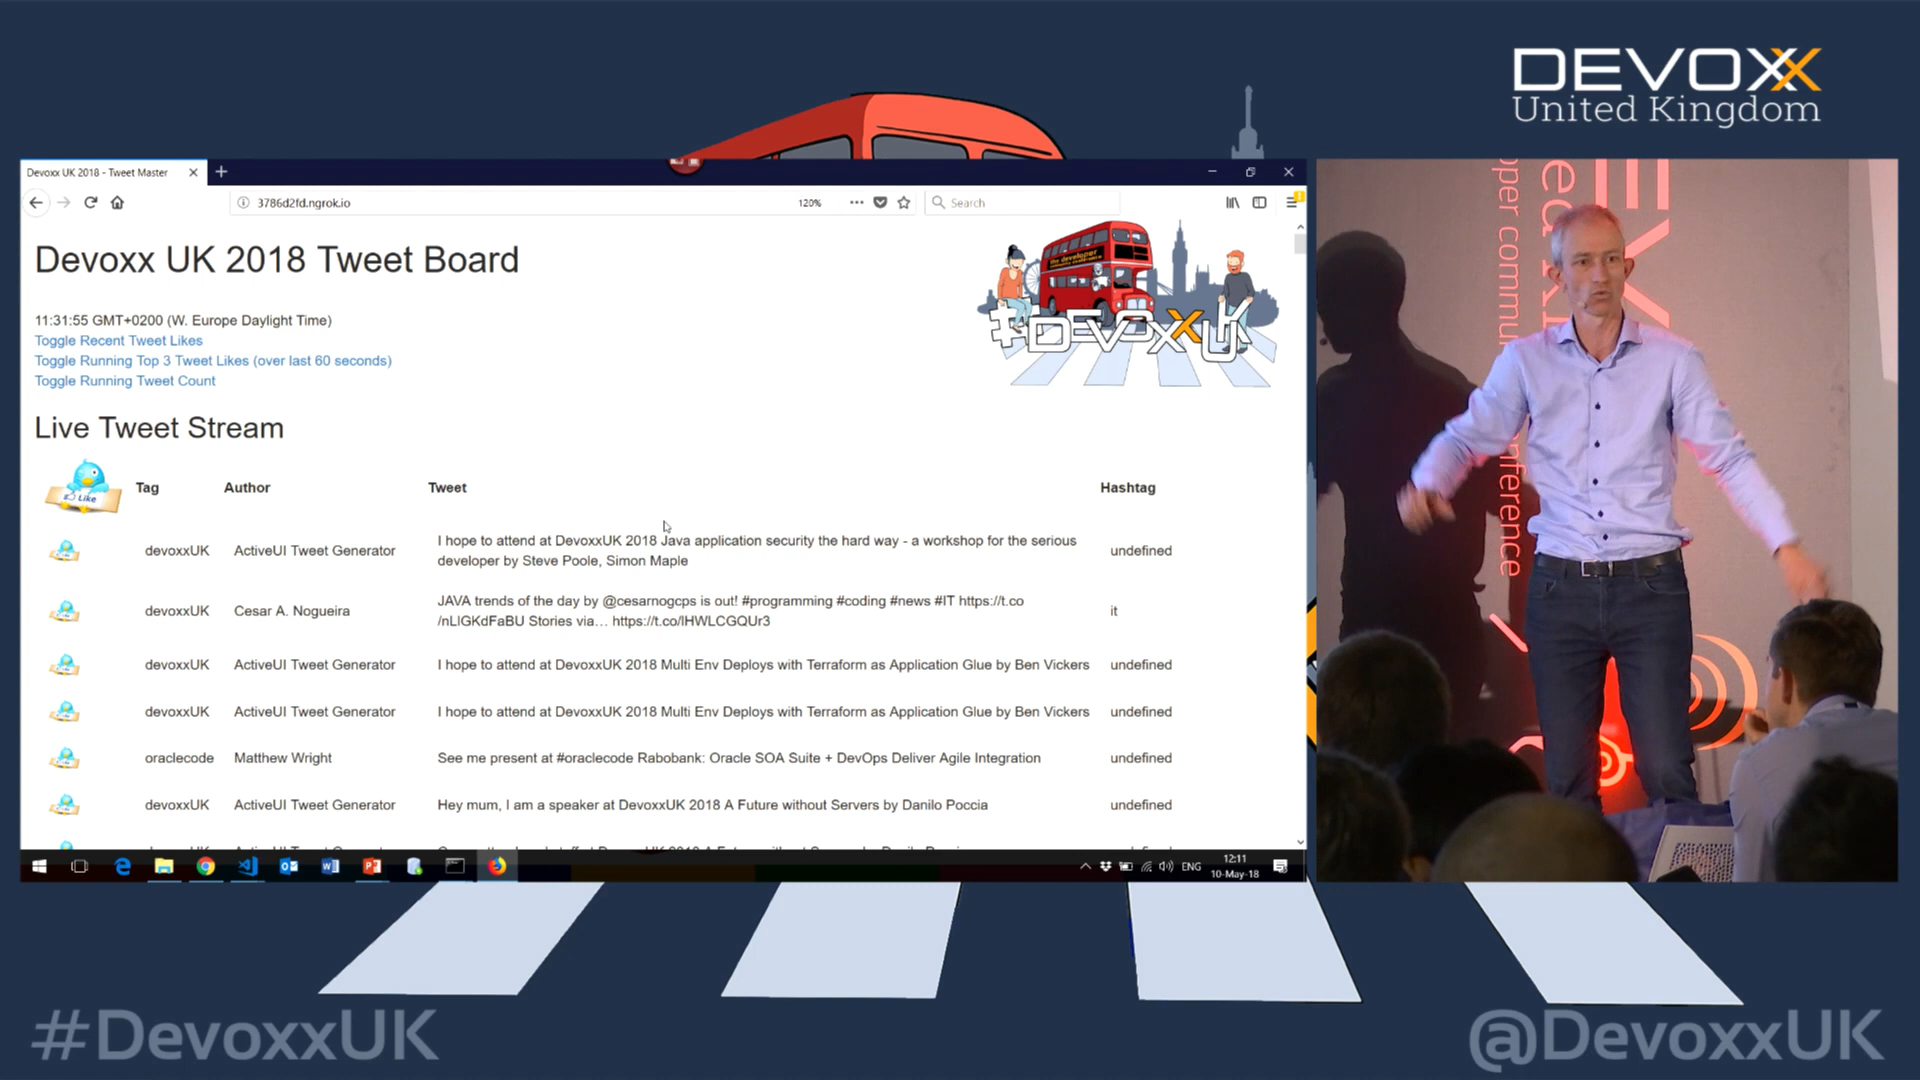 DEVOXX
United Kingdom
Devoxx UK 2018 - Tweet Master
3786d2fd.ngrok.io
120%
Search
Devoxx UK 2018 Tweet Board
the developer
#DEVOXXUK
11:31:55 GMT+0200 (W. Europe Daylight Time)
Toggle Recent Tweet Likes
Toggle Running Top 3 Tweet Likes (over last 60 seconds)
Toggle Running Tweet Count
Live Tweet Stream
Like
Tag Author Tweet Hashtag
devoxxUK ActiveUI Tweet Generator I hope to attend at DevoxxUK 2018 Java application security the hard way - a workshop for the serious
developer by Steve Poole, Simon Maple undefined
devoxxUK Cesar A. Nogueira JAVA trends of the day by @cesarnogcps is out! #programming #coding #news #IT https://t.co
/nLIGKdFaBU Stories via… https://t.co/lHWLCGQUr3 it
devoxxUK ActiveUI Tweet Generator I hope to attend at DevoxxUK 2018 Multi Env Deploys with Terraform as Application Glue by Ben Vickers undefined
devoxxUK ActiveUI Tweet Generator I hope to attend at DevoxxUK 2018 Multi Env Deploys with Terraform as Application Glue by Ben Vickers undefined
oraclecode Matthew Wright See me present at #oraclecode Rabobank: Oracle SOA Suite + DevOps Deliver Agile Integration undefined
devoxxUK ActiveUI Tweet Generator Hey mum, I am a speaker at DevoxxUK 2018 A Future without Servers by Danilo Poccia undefined
ENG
12:11
10-May-18
#DevoxxUK
@DevoxxUK